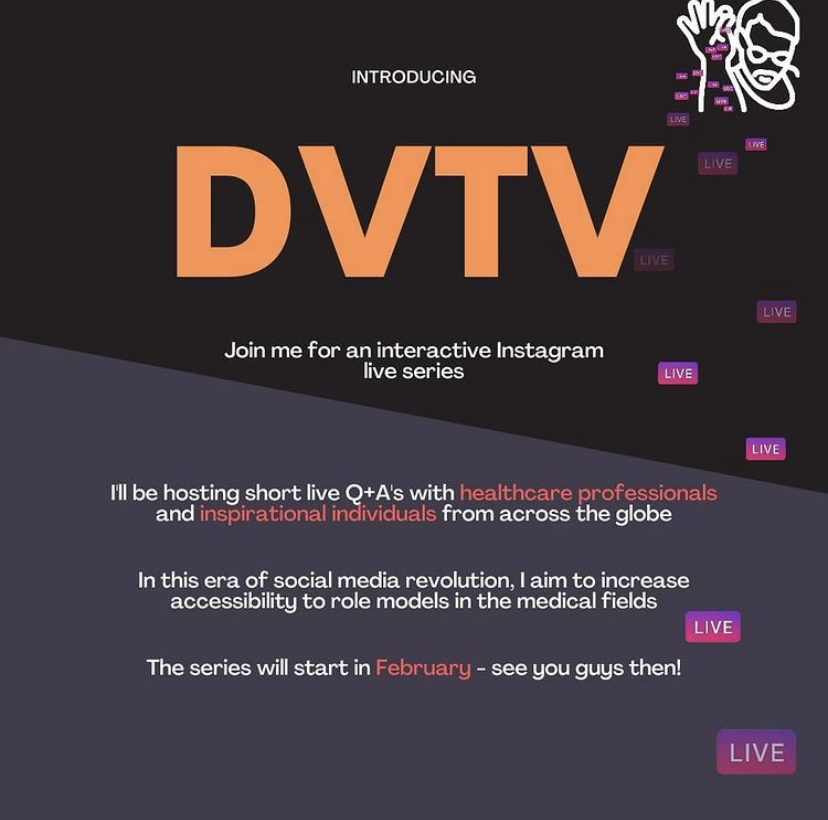 INTRODUCING
DVTV
Join me for an interactive Instagram
live series
I'll be hosting short live Q+A's with healthcare professionals
and inspirational individuals from across the globe
In this era of social media revolution, I aim to increase
accessibility to role models in the medical fields
The series will start in February - see you guys then!
LIVE
LIVE
LIVE
LIVE
LIVE
LIVE
LIVE
LIVE
LIVE